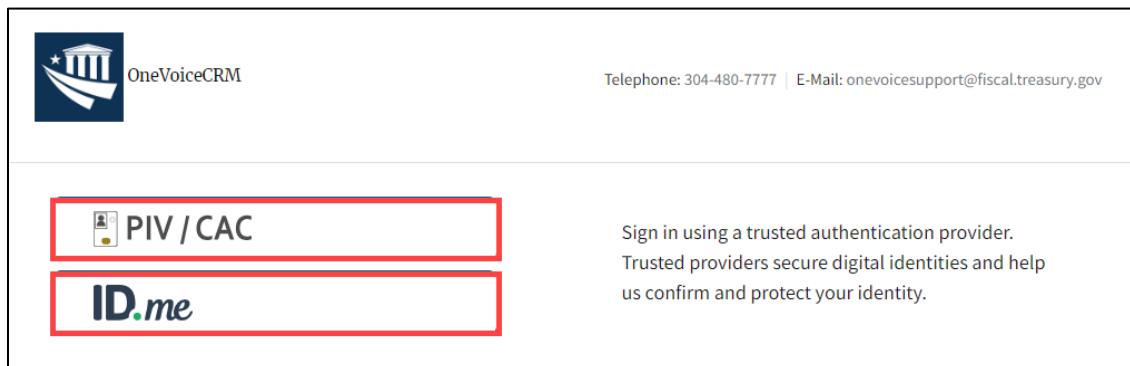 OneVoiceCRM
Telephone: 304-480-7777 | E-Mail: onevoicesupport@fiscal.treasury.gov
PIV / CAC
ID.me
Sign in using a trusted authentication provider.
Trusted providers secure digital identities and help
us confirm and protect your identity.